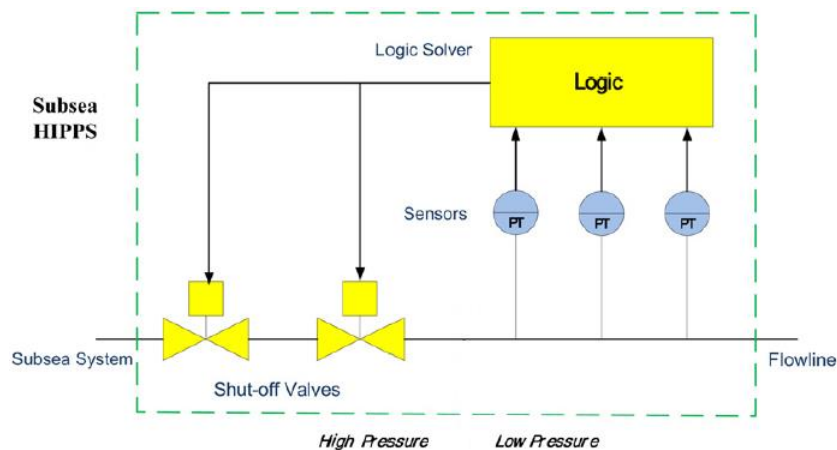 Logic Solver
Logic
Subsea
HIPPS
Sensors
PT
PT
PT
Subsea System
Flowline
Shut-off Valves
High Pressure
Low Pressure